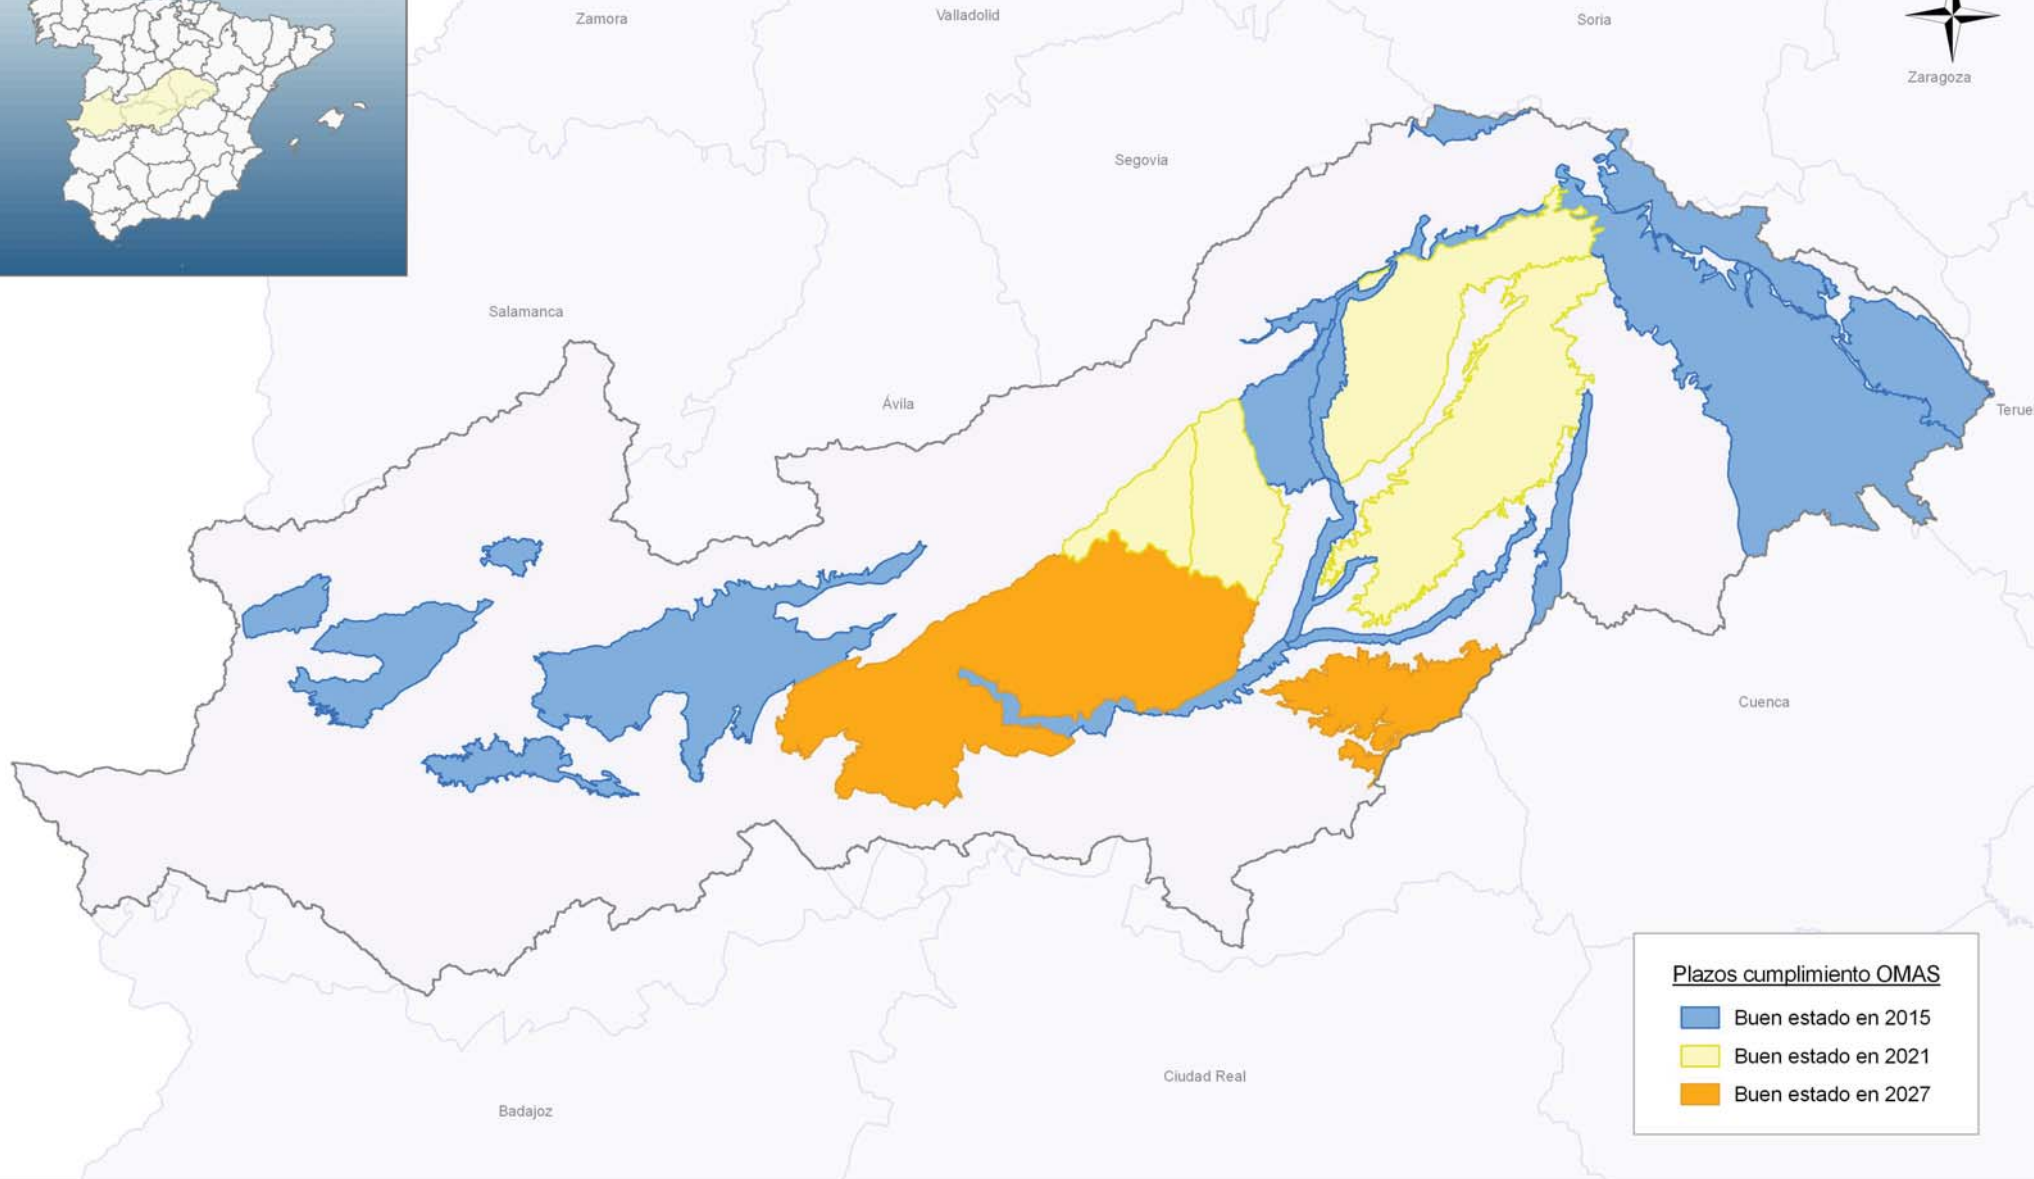 Zamora
Valladolid
Soria
Zaragoza
Segovia
Salamanca
Ávila
Terue
Cuenca
Plazos cumplimiento OMAS
Buen estado en 2015
Buen estado en 2021
Buen estado en 2027
Ciudad Real
Badajoz